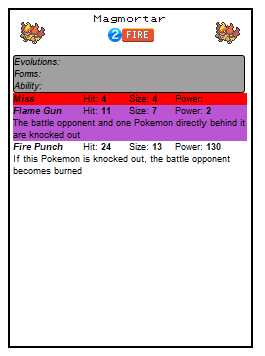 Magmortar
2 FIRE
Evolutions:
Forms:
Ability:
Miss Hit: 4 Size: 4 Power:
Flame Gun Hit: 11 Size: 7 Power: 2
The battle opponent and one Pokemon directly behind it
are knocked out
Fire Punch Hit: 24 Size: 13 Power: 130
If this Pokemon is knocked out, the battle opponent
becomes burned